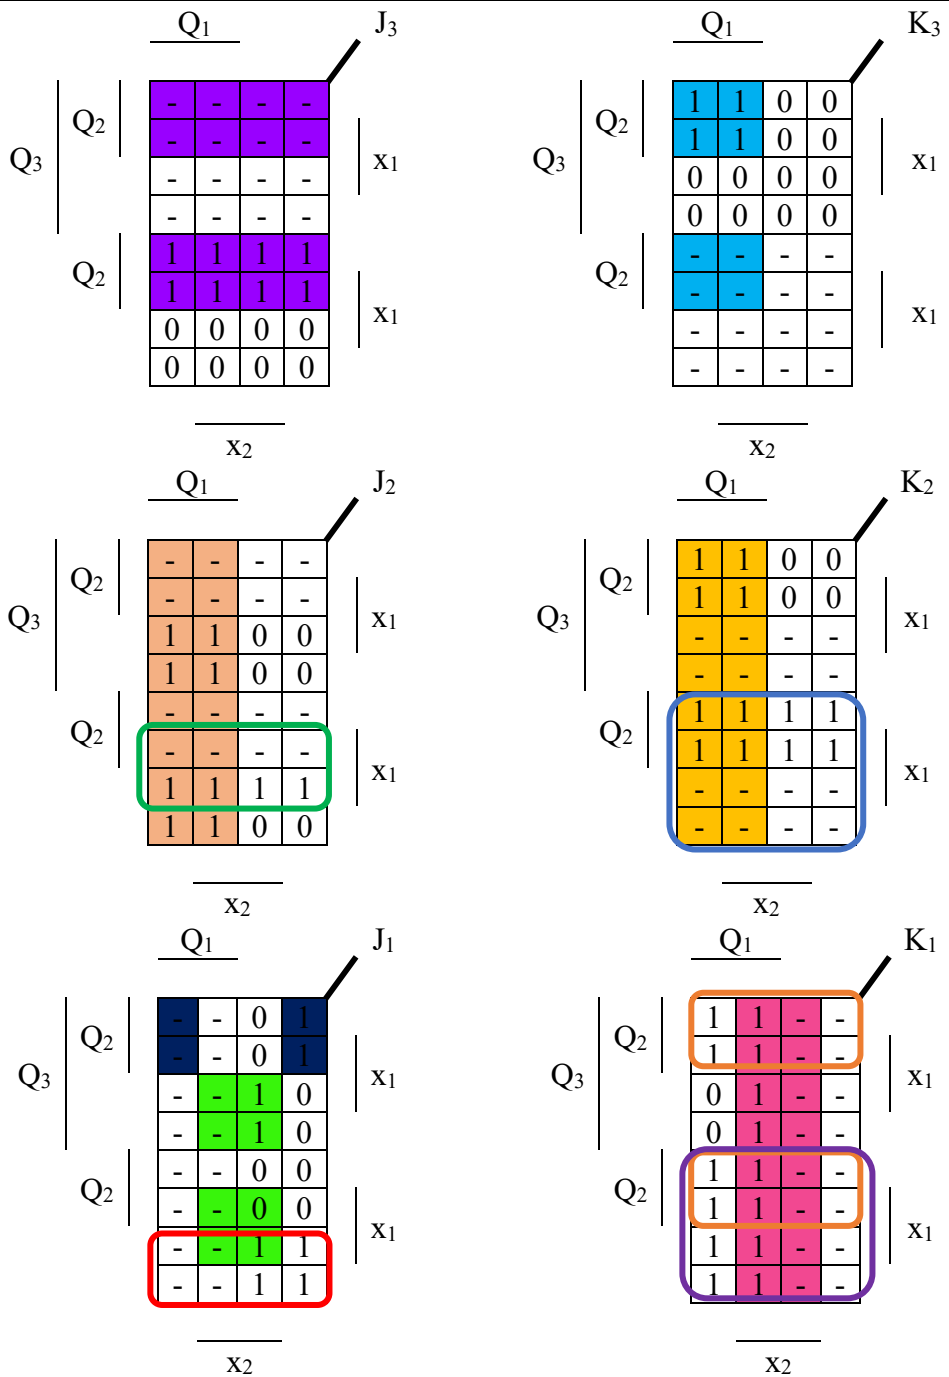 Q1 J3 Q1 K3
- - - - 1 1 0 0
Q2 Q2
- - - - 1 1 0 0
Q3 x1 Q3 x1
- - - - 0 0 0 0
- - - - 0 0 0 0
1 1 1 1 - - - -
Q2 Q2
1 1 1 1 - - - -
x1 x1
0 0 0 0 - - - -
0 0 0 0 - - - -
x2 x2
Q1 J2 Q1 K2
- - - - 1 1 0 0
Q2 Q2
- - - - 1 1 0 0
Q3 x1 Q3 x1
1 1 0 0 - - - -
1 1 0 0 - - - -
- - - - 1 1 1 1
Q2 Q2
- - - - 1 1 1 1
x1 x1
1 1 1 1 - - - -
1 1 0 0 - - - -
x2 x2
Q1 J1 Q1 K1
- - 0 1 1 1 - -
Q2 Q2
- - 0 1 1 1 - -
Q3 x1 Q3 x1
- - 1 0 0 1 - -
- - 1 0 0 1 - -
- - 0 0 1 1 - -
Q2 Q2
- - 0 0 1 1 - -
x1 x1
- - 1 1 1 1 - -
- - 1 1 1 1 - -
x2 x2